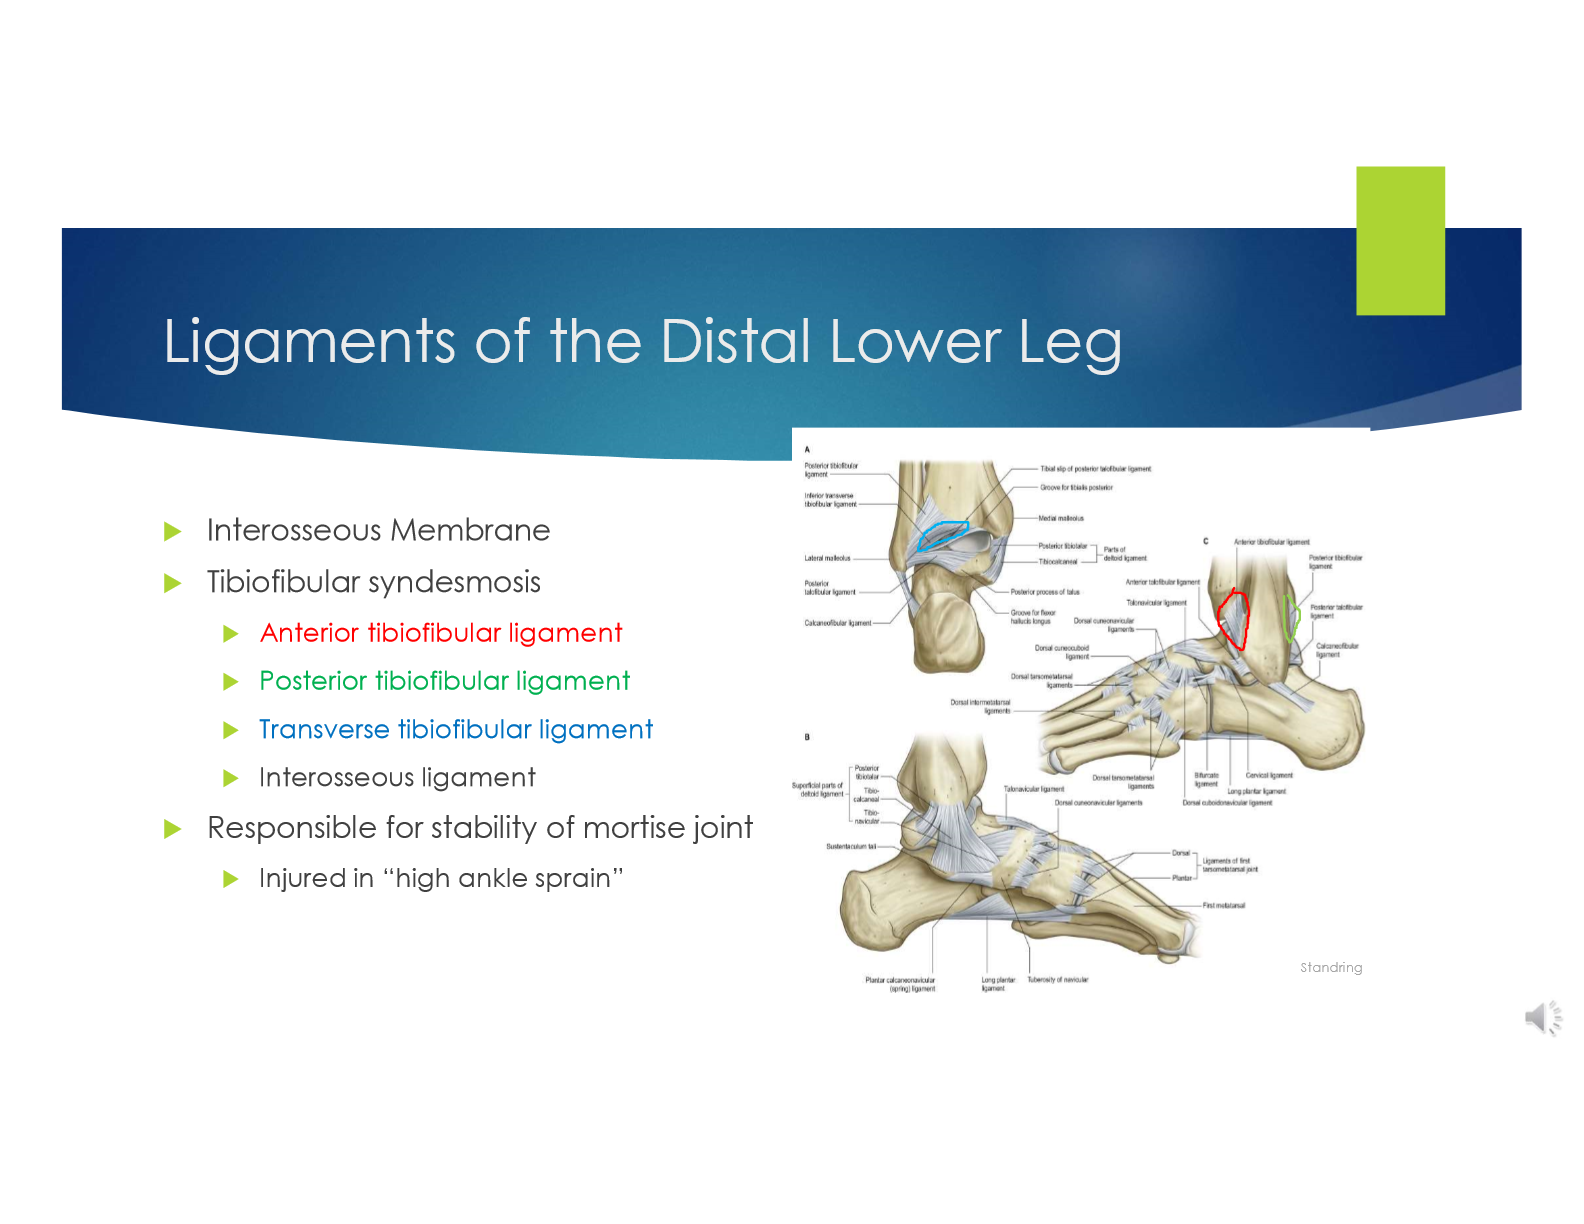 Ligaments of the Distal Lower Leg
Interosseous Membrane
Tibiofibular syndesmosis
Anterior tibiofibular ligament
Posterior tibiofibular ligament
Transverse tibiofibular ligament
Interosseous ligament
Responsible for stability of mortise joint
Injured in “high ankle sprain”
A
Posterior tibiofibular
ligament
Inferior transverse
tibiofibular ligament
Lateral malleolus
Posterior
talofibular ligament
Calcaneofibular ligament
Tibial slip of posterior talofibular ligament
Groove for tibialis posterior
Medial malleolus
Posterior tibiotalar
Tibiocalcaneal
Parts of
deltoid ligament
Posterior process of talus
Groove for flexor
hallucis longus
C
Anterior tibiofibular ligament
Posterior tibiofibular
ligament
Anterior talofibular ligament
Talonavicular ligament
Posterior talofibular
ligament
Dorsal cuneonavicular
ligaments
Calcaneofibular
ligament
Dorsal cuneocuboid
ligament
Dorsal tarsometatarsal
ligaments
Dorsal intermetatarsal
ligaments
Dorsal tarsometatarsal
ligaments
Bifurcate
ligament
Cervical ligament
Long plantar ligament
Dorsal cuboidonavicular ligament
B
Superficial parts of
deltoid ligament
Posterior
tibiotalar
Tibio-
calcaneal
Tibio-
navicular
Sustentaculum tali
Talonavicular ligament
Dorsal cuneonavicular ligaments
Dorsal
Plantar
Ligaments of first
tarsometatarsal joint
First metatarsal
Plantar calcaneonavicular
(spring) ligament
Long plantar
ligament
Tuberosity of navicular
Standring